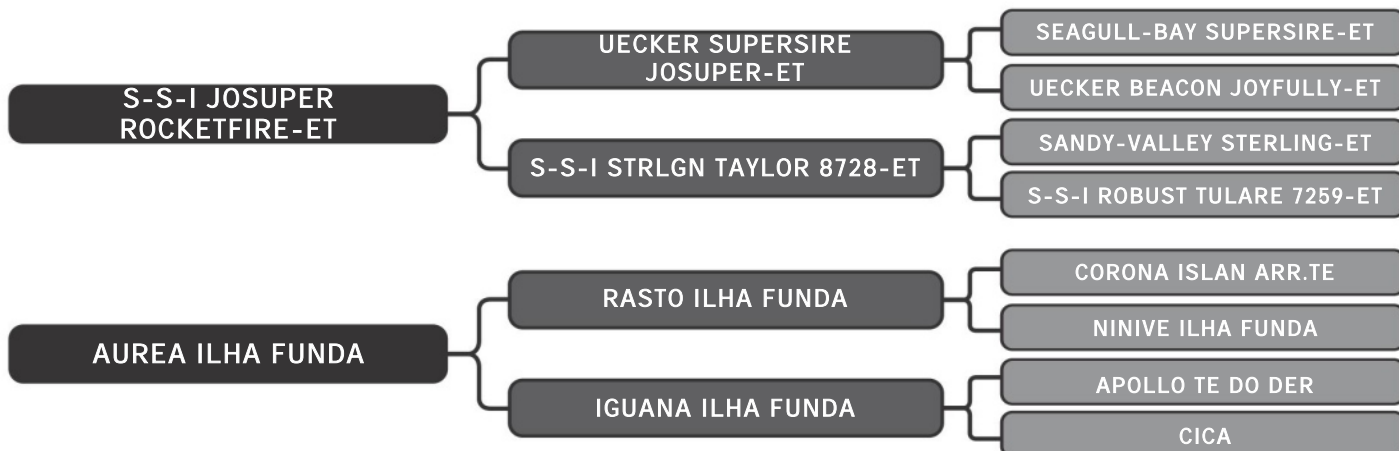 S-S-I JOSUPER
ROCKETFIRE-ET
UECKER SUPERSIRE
JOSUPER-ET
S-S-I STRLGN TAYLOR 8728-ET
SEAGULL-BAY SUPERSIRE-ET
UECKER BEACON JOYFULLY-ET
SANDY-VALLEY STERLING-ET
S-S-I ROBUST TULARE 7259-ET
AUREA ILHA FUNDA
RASTO ILHA FUNDA
IGUANA ILHA FUNDA
CORONA ISLAN ARR.TE
NINIVE ILHA FUNDA
APOLLO TE DO DER
CICA